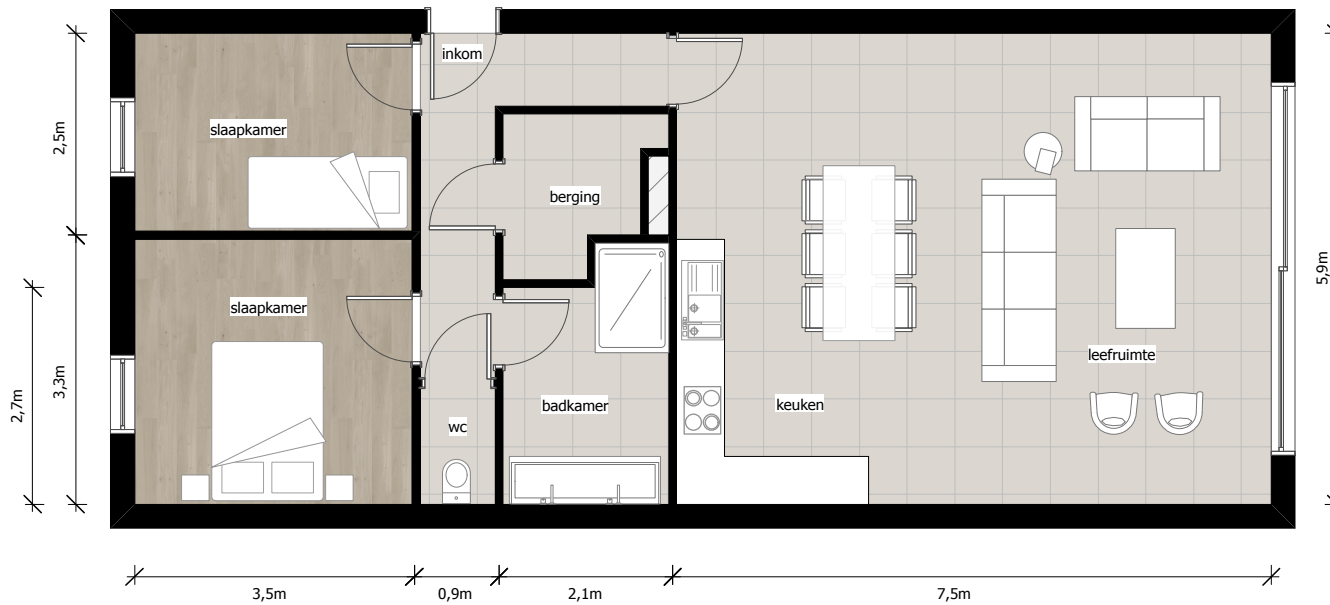 inkom
slaapkamer
berging
slaapkamer
leefruimte
keuken
badkamer
wc
2,5m
3,3m
2,7m
5,9m
3,5m
0,9m
2,1m
7,5m